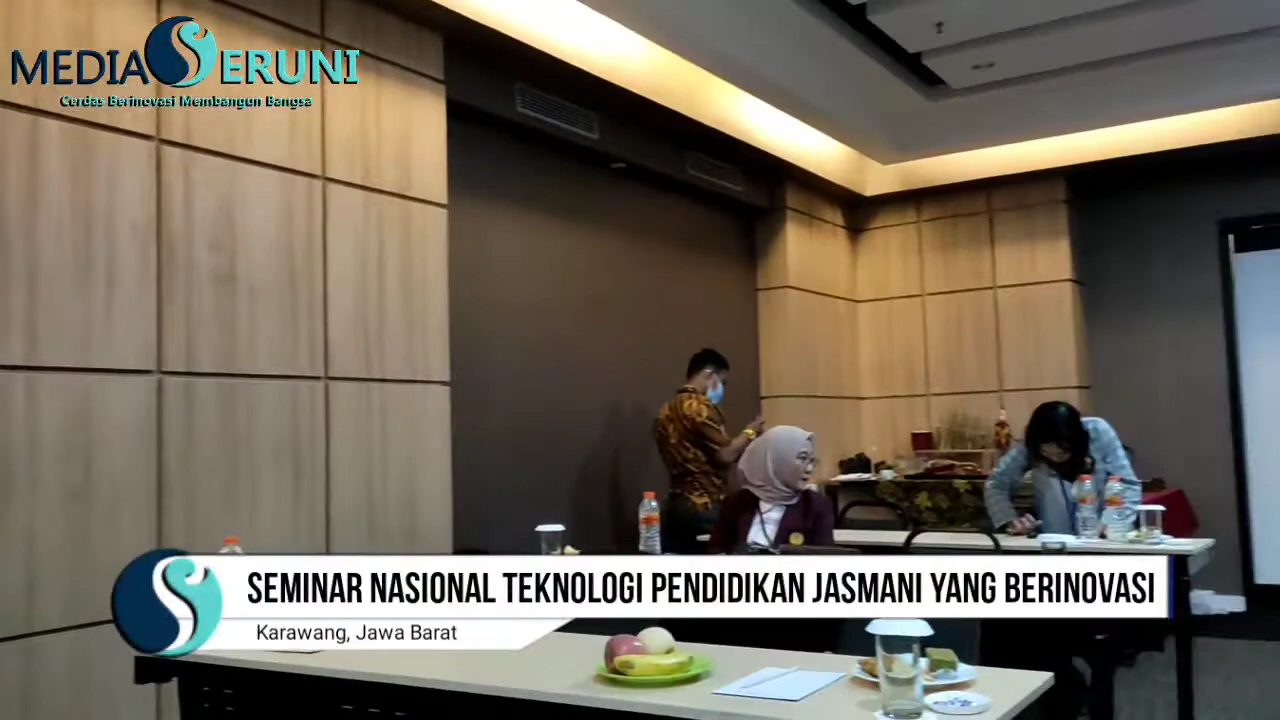 MEDIA SERUNI
Cerdas Berinovasi Membangun Bangsa
SEMINAR NASIONAL TEKNOLOGI PENDIDIKAN JASMANI YANG BERINOVASI
Karawang, Jawa Barat